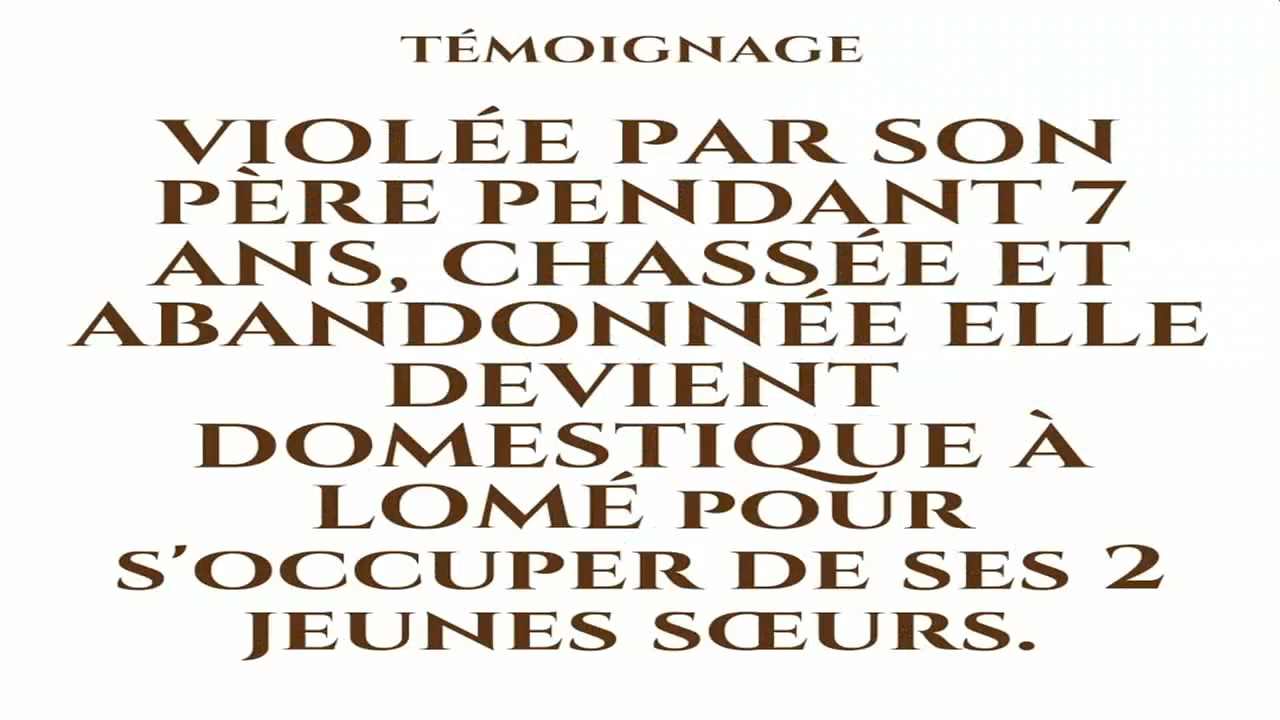 TÉMOIGNAGE
VIOLÉE PAR SON
PÈRE PENDANT 7
ANS, CHASSÉE ET
ABANDONNÉE ELLE
DEVIENT
DOMESTIQUE À
LOMÉ POUR
S'OCCUPER DE SES 2
JEUNES SŒURS.